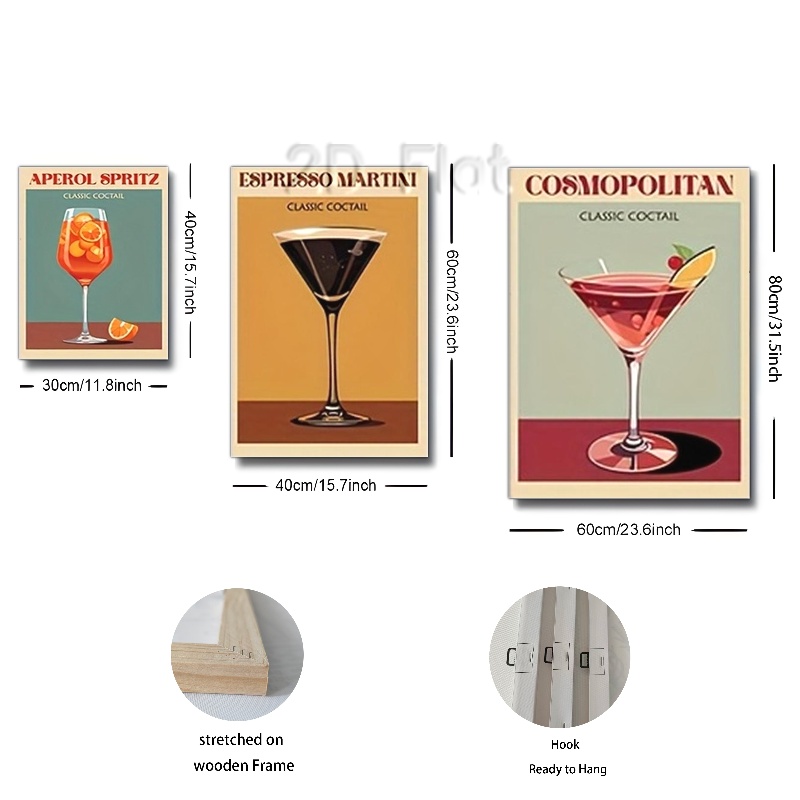 2D Flat
APEROL SPRITZ
CLASSIC COCTAIL
40cm/15.7inch
30cm/11.8inch
ESPRESSO MARTINI
CLASSIC COCTAIL
60cm/23.6inch
40cm/15.7inch
COSMOPOLITAN
CLASSIC COCTAIL
80cm/31.5inch
60cm/23.6inch
stretched on
wooden Frame
Hook
Ready to Hang